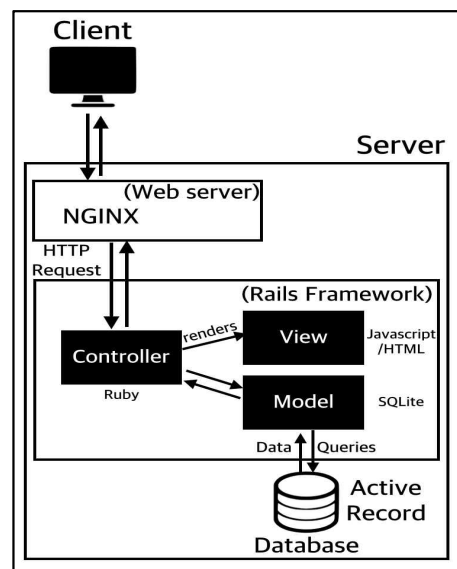 Client
Server
(Web server)
NGINX
HTTP
Request
(Rails Framework)
renders
Controller
Ruby
View
Javascript
/HTML
Model
SQLite
Data
Queries
Active
Record
Database